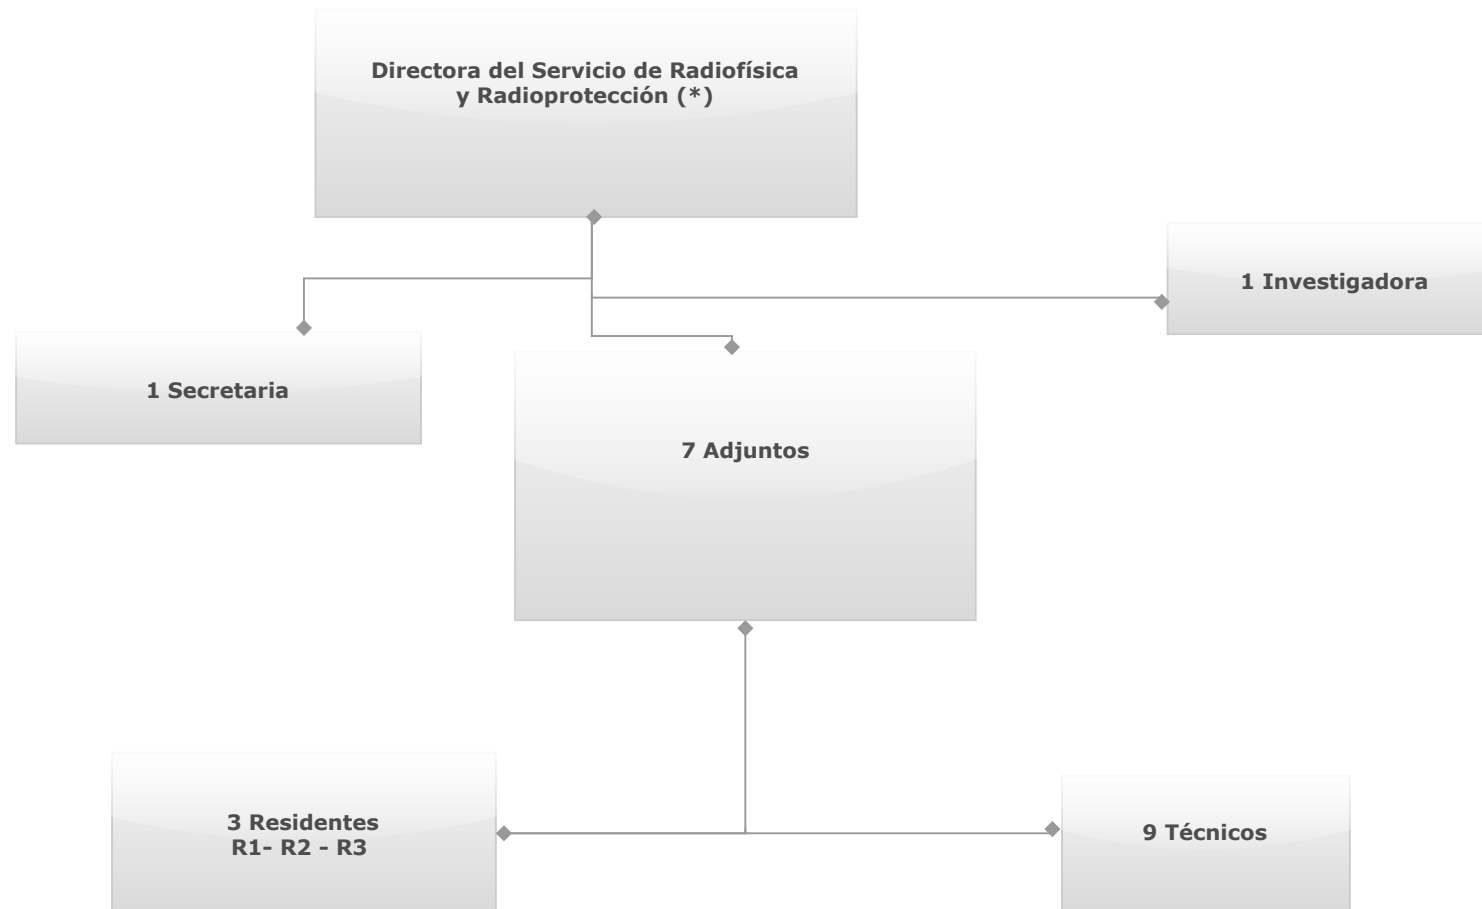 Directora del Servicio de Radiofísica
y Radioprotección (*)
1 Investigadora
1 Secretaria
7 Adjuntos
3 Residentes
R1- R2 - R3
9 Técnicos